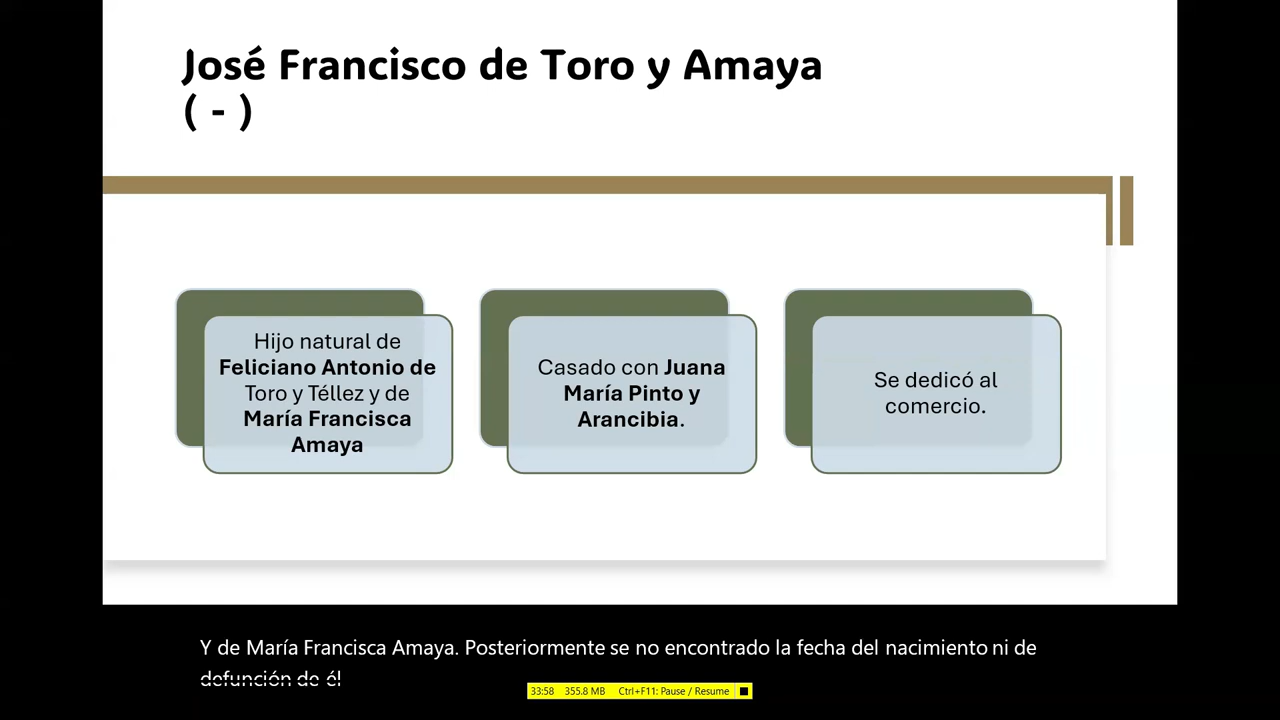 José Francisco de Toro y Amaya
( - )
Hijo natural de
Feliciano Antonio de
Toro y Téllez y de
María Francisca
Amaya
Casado con Juana
María Pinto y
Arancibia.
Se dedicó al
comercio.
Y de María Francisca Amaya. Posteriormente se no encontrado la fecha del nacimiento ni de
defunción de él
33:58 355.8 MB Ctrl+F11: Pause / Resume